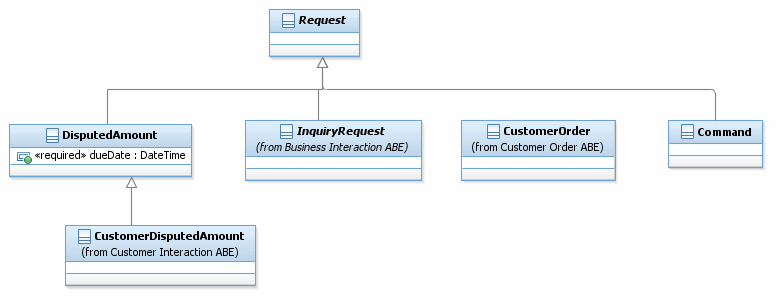 Request
DisputedAmount
«required» dueDate : DateTime
InquiryRequest
(from Business Interaction ABE)
CustomerOrder
(from Customer Order ABE)
Command
CustomerDisputedAmount
(from Customer Interaction ABE)